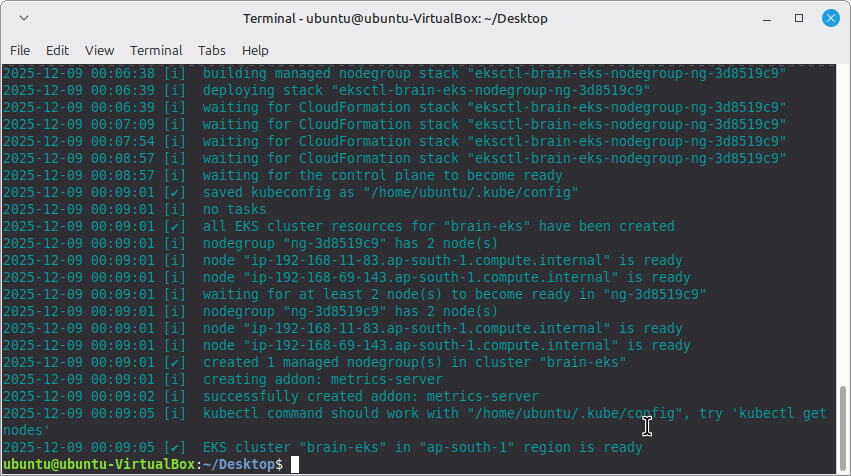 Terminal - ubuntu@ubuntu-VirtualBox: ~/Desktop
File Edit View Terminal Tabs Help
2025-12-09 00:06:38 [i]  building managed nodegroup stack "eksctl-brain-eks-nodegroup-ng-3d8519c9"
2025-12-09 00:06:39 [i]  deploying stack "eksctl-brain-eks-nodegroup-ng-3d8519c9"
2025-12-09 00:06:39 [i]  waiting for CloudFormation stack "eksctl-brain-eks-nodegroup-ng-3d8519c9"
2025-12-09 00:07:09 [i]  waiting for CloudFormation stack "eksctl-brain-eks-nodegroup-ng-3d8519c9"
2025-12-09 00:07:54 [i]  waiting for CloudFormation stack "eksctl-brain-eks-nodegroup-ng-3d8519c9"
2025-12-09 00:08:57 [i]  waiting for CloudFormation stack "eksctl-brain-eks-nodegroup-ng-3d8519c9"
2025-12-09 00:08:57 [i]  waiting for the control plane to become ready
2025-12-09 00:09:01 [✔]  saved kubeconfig as "/home/ubuntu/.kube/config"
2025-12-09 00:09:01 [i]  no tasks
2025-12-09 00:09:01 [✔]  all EKS cluster resources for "brain-eks" have been created
2025-12-09 00:09:01 [i]  nodegroup "ng-3d8519c9" has 2 node(s)
2025-12-09 00:09:01 [i]  node "ip-192-168-11-83.ap-south-1.compute.internal" is ready
2025-12-09 00:09:01 [i]  node "ip-192-168-69-143.ap-south-1.compute.internal" is ready
2025-12-09 00:09:01 [i]  waiting for at least 2 node(s) to become ready in "ng-3d8519c9"
2025-12-09 00:09:01 [i]  nodegroup "ng-3d8519c9" has 2 node(s)
2025-12-09 00:09:01 [i]  node "ip-192-168-11-83.ap-south-1.compute.internal" is ready
2025-12-09 00:09:01 [i]  node "ip-192-168-69-143.ap-south-1.compute.internal" is ready
2025-12-09 00:09:01 [✔]  created 1 managed nodegroup(s) in cluster "brain-eks"
2025-12-09 00:09:01 [i]  creating addon: metrics-server
2025-12-09 00:09:02 [i]  successfully created addon: metrics-server
2025-12-09 00:09:05 [i]  kubectl command should work with "/home/ubuntu/.kube/config", try 'kubectl get
nodes'
2025-12-09 00:09:05 [✔]  EKS cluster "brain-eks" in "ap-south-1" region is ready
ubuntu@ubuntu-VirtualBox:~/Desktop$